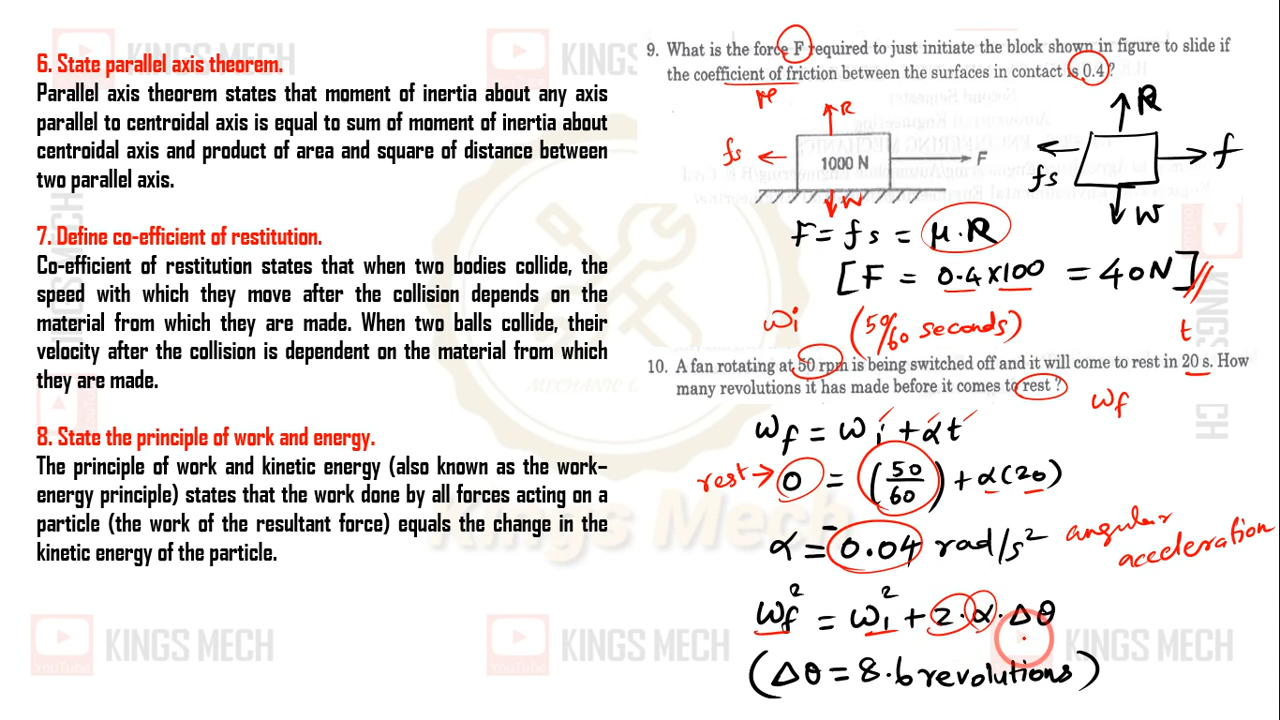 6. State parallel axis theorem.
Parallel axis theorem states that moment of inertia about any axis
parallel to centroidal axis is equal to sum of moment of inertia about
centroidal axis and product of area and square of distance between
two parallel axis.
7. Define co-efficient of restitution.
Co-efficient of restitution states that when two bodies collide, the
speed with which they move after the collision depends on the
material from which they are made. When two balls collide, their
velocity after the collision is dependent on the material from which
they are made.
8. State the principle of work and energy.
The principle of work and kinetic energy (also known as the work–
energy principle) states that the work done by all forces acting on a
particle (the work of the resultant force) equals the change in the
kinetic energy of the particle.
9. What is the force F required to just initiate the block shown in figure to slide if
the coefficient of friction between the surfaces in contact is 0.4?
μ
R
fs
1000 N
F
W
R
fs
f
W
F = fs = μ.R
[F = 0.4×100 = 40N]
ωi (50/60 seconds) t
10. A fan rotating at 50 rpm is being switched off and it will come to rest in 20 s. How
many revolutions it has made before it comes to rest ?
ωf
ωf = ωi + αt
rest → 0 = (50/60) + α(20)
α = -0.04 rad/s² angular
acceleration
ωf² = ωi² + 2.α.Δθ
(Δθ = 8.6 revolutions)
KINGS MECH
KINGS MECH
KINGS MECH
KINGS MECH
KINGS MECH
YouTube
Kings Mech